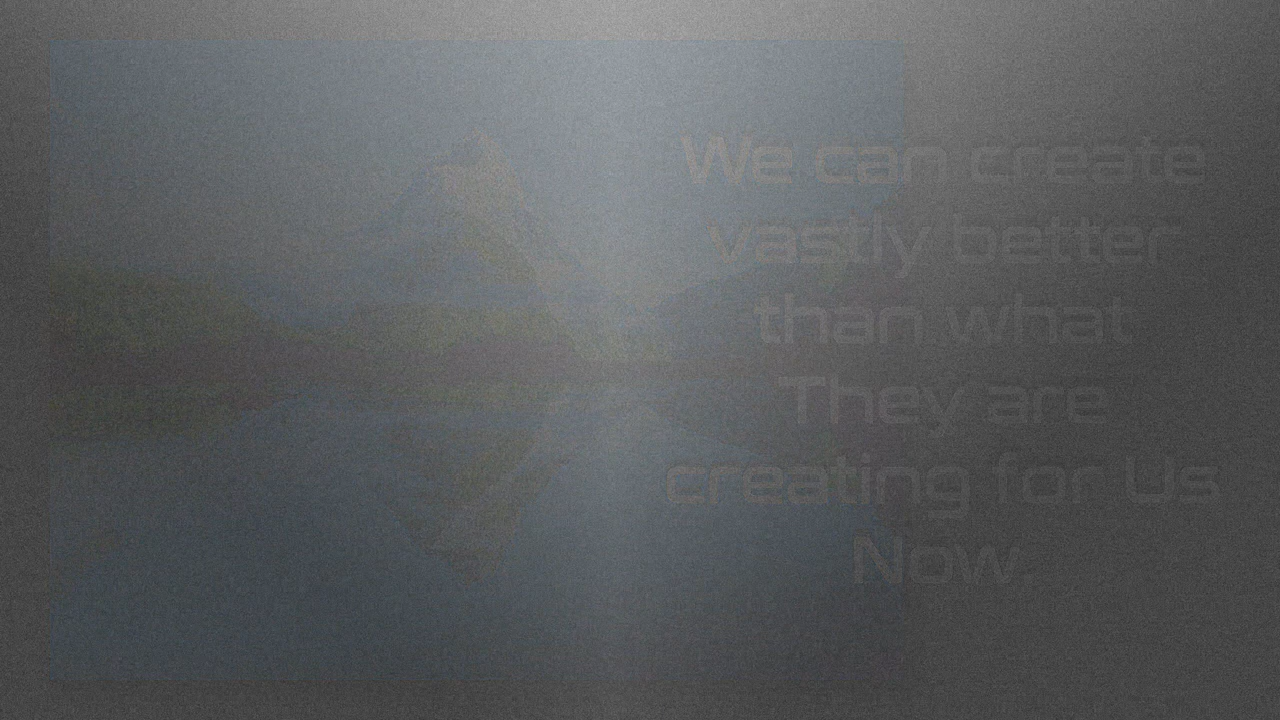 We can create
vastly better
than what
They are
creating for Us
Now.